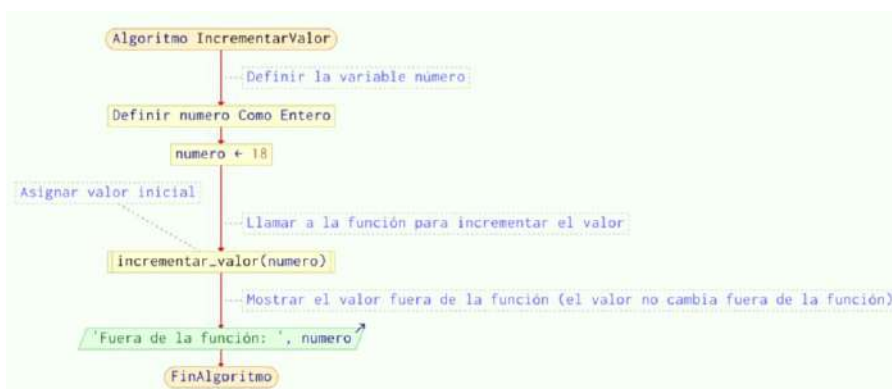 Algoritmo IncrementarValor
Definir la variable número
Definir numero Como Entero
numero ← 18
Asignar valor inicial
Llamar a la función para incrementar el valor
incrementar_valor(numero)
Mostrar el valor fuera de la función (el valor no cambia fuera de la función)
'Fuera de la función: ', numero
FinAlgoritmo